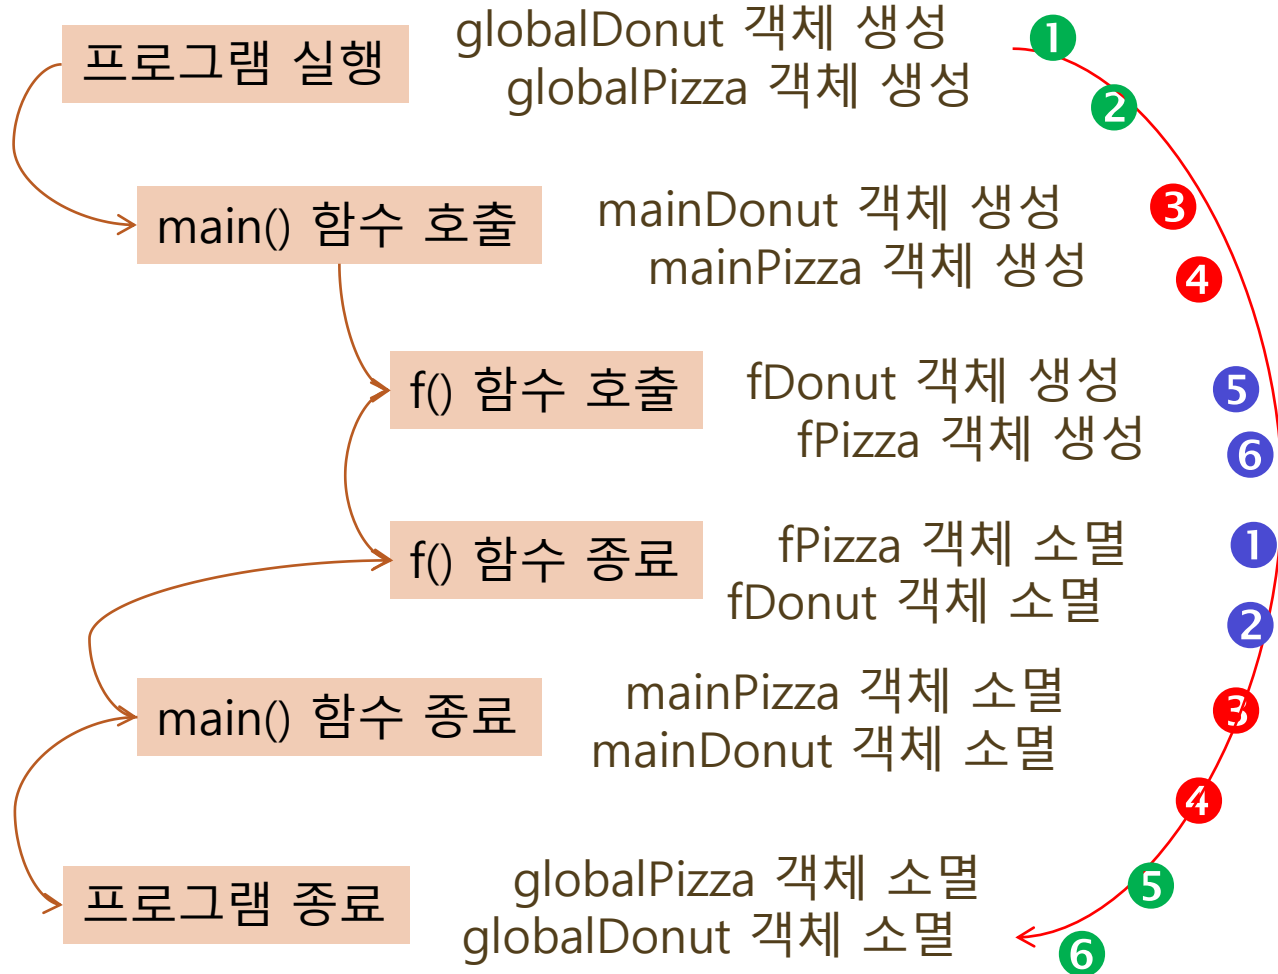 프로그램 실행
globalDonut 객체 생성
globalPizza 객체 생성
1
2
main() 함수 호출
mainDonut 객체 생성
mainPizza 객체 생성
3
4
f() 함수 호출
fDonut 객체 생성
fPizza 객체 생성
5
6
f() 함수 종료
fPizza 객체 소멸
fDonut 객체 소멸
1
2
main() 함수 종료
mainPizza 객체 소멸
mainDonut 객체 소멸
3
4
프로그램 종료
globalPizza 객체 소멸
globalDonut 객체 소멸
5
6